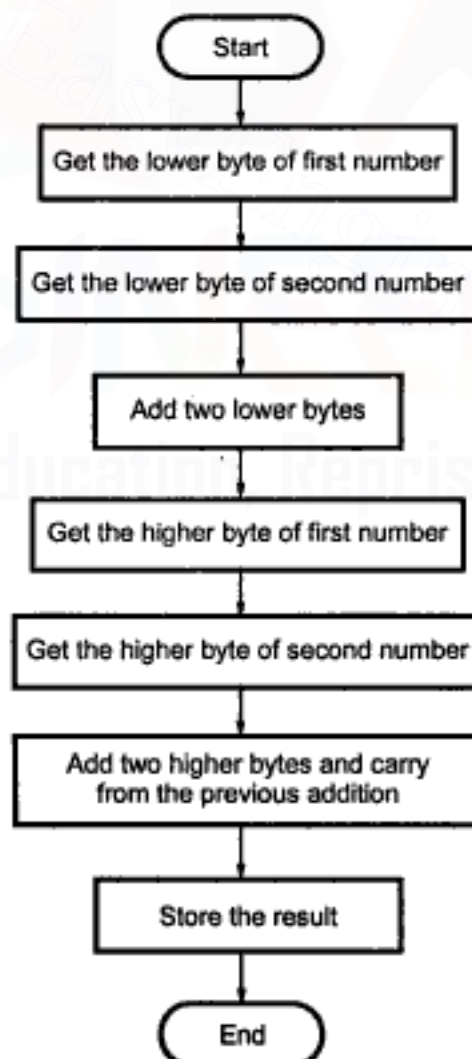 Start
Get the lower byte of first number
Get the lower byte of second number
Add two lower bytes
Get the higher byte of first number
Get the higher byte of second number
Add two higher bytes and carry
from the previous addition
Store the result
End